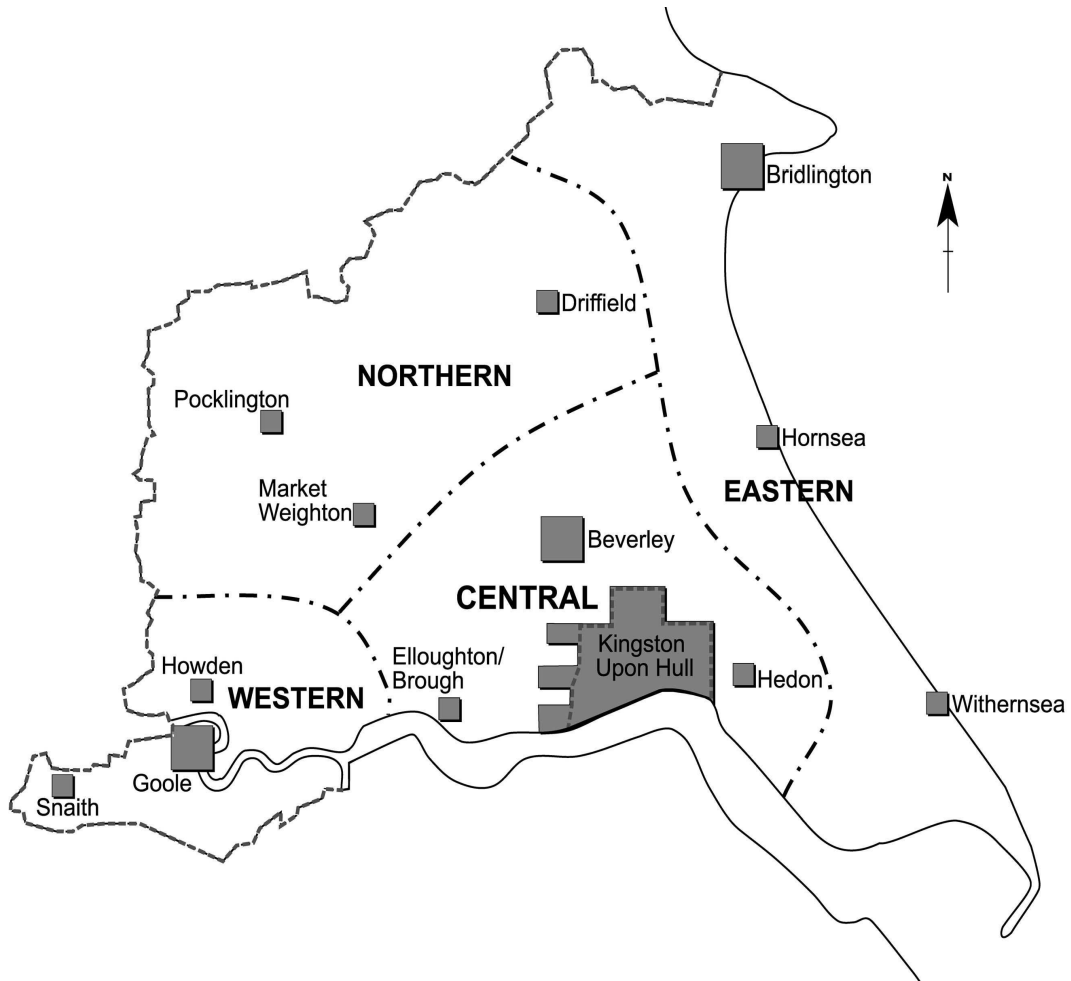 N
Bridlington
Driffield
NORTHERN
Pocklington
Hornsea
Market
Weighton
EASTERN
Beverley
CENTRAL
Kingston
Upon Hull
Elloughton/
Brough
Howden
WESTERN
Hedon
Withernsea
Goole
Snaith